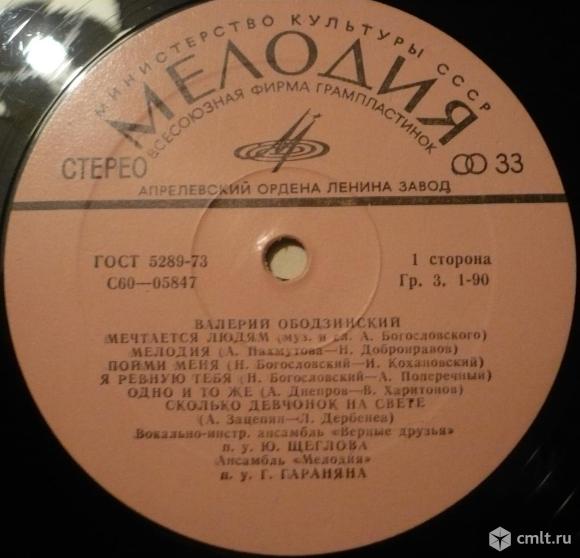 МИНИСТЕРСТВО КУЛЬТУРЫ СССР
МЕЛОДИЯ
ВСЕСОЮЗНАЯ ФИРМА ГРАМПЛАСТИНОК
СТЕРЕО
33
АПРЕЛЕВСКИЙ ОРДЕНА ЛЕНИНА ЗАВОД
ГОСТ 5289-73
1 сторона
С60—05847
Гр. 3. 1-90
ВАЛЕРИЙ ОБОДЗИНСКИЙ
МЕЧТАЕТСЯ ЛЮДЯМ (муз. и сл. А. Богословского)
МЕЛОДИЯ (А. Пахмутова—Н. Добронравов)
ПОЙМИ МЕНЯ (Н. Богословский—И. Кохановский)
Я РЕВНУЮ ТЕБЯ (Н. Богословский—А. Поперечный)
ОДНО И ТО ЖЕ (А. Днепров—В. Харитонов)
СКОЛЬКО ДЕВЧОНОК НА СВЕТЕ
(А. Зацепин—Л. Дербенев)
Вокально-инстр. ансамбль «Верные друзья»
п. у. Ю. ЩЕГЛОВА
Ансамбль «Мелодия»
п. у. Г. ГАРАНЯНА
cmlt.ru